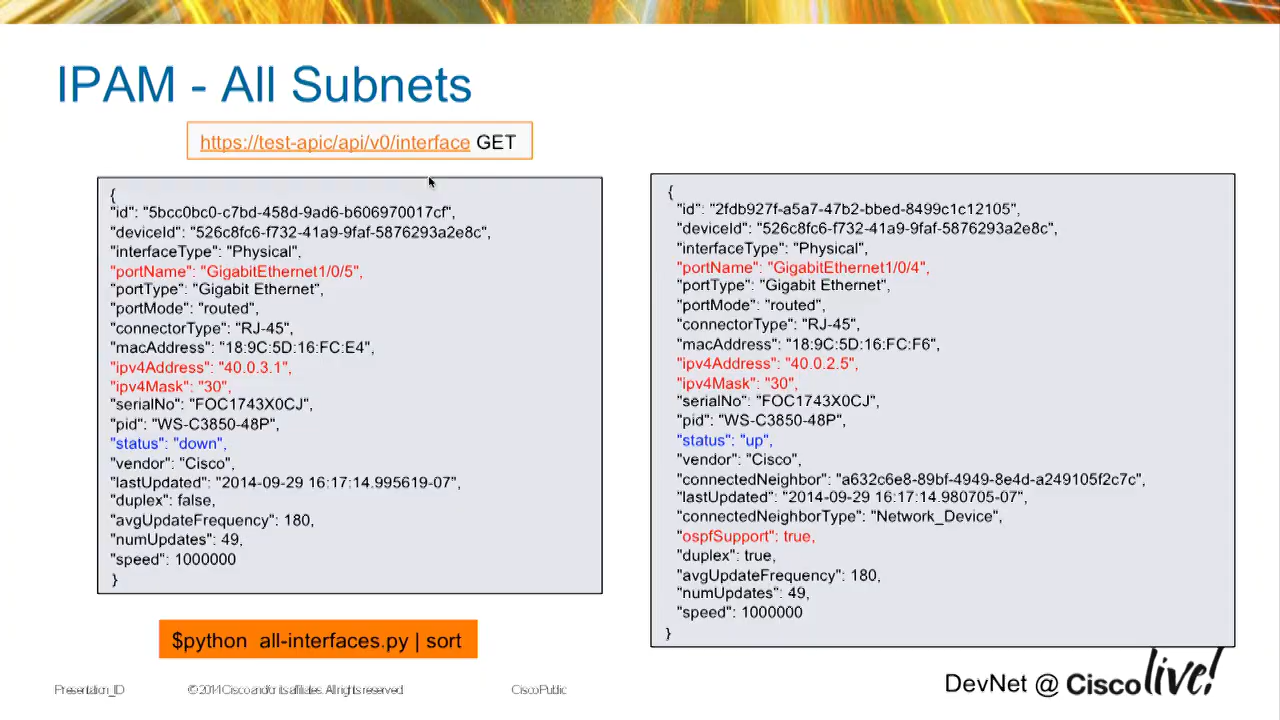 IPAM - All Subnets
https://test-apic/api/v0/interface GET
{
"id": "5bcc0bc0-c7bd-458d-9ad6-b606970017cf",
"deviceId": "526c8fc6-f732-41a9-9faf-5876293a2e8c",
"interfaceType": "Physical",
"portName": "GigabitEthernet1/0/5",
"portType": "Gigabit Ethernet",
"portMode": "routed",
"connectorType": "RJ-45",
"macAddress": "18:9C:5D:16:FC:E4",
"ipv4Address": "40.0.3.1",
"ipv4Mask": "30",
"serialNo": "FOC1743X0CJ",
"pid": "WS-C3850-48P",
"status": "down",
"vendor": "Cisco",
"lastUpdated": "2014-09-29 16:17:14.995619-07",
"duplex": false,
"avgUpdateFrequency": 180,
"numUpdates": 49,
"speed": 1000000
}
{
"id": "2fdb927f-a5a7-47b2-bbed-8499c1c12105",
"deviceId": "526c8fc6-f732-41a9-9faf-5876293a2e8c",
"interfaceType": "Physical",
"portName": "GigabitEthernet1/0/4",
"portType": "Gigabit Ethernet",
"portMode": "routed",
"connectorType": "RJ-45",
"macAddress": "18:9C:5D:16:FC:F6",
"ipv4Address": "40.0.2.5",
"ipv4Mask": "30",
"serialNo": "FOC1743X0CJ",
"pid": "WS-C3850-48P",
"status": "up",
"vendor": "Cisco",
"connectedNeighbor": "a632c6e8-89bf-4949-8e4d-a249105f2c7c",
"lastUpdated": "2014-09-29 16:17:14.980705-07",
"connectedNeighborType": "Network_Device",
"ospfSupport": true,
"duplex": true,
"avgUpdateFrequency": 180,
"numUpdates": 49,
"speed": 1000000
}
$python all-interfaces.py | sort
Presentation_ID © 2014 Cisco and/or its affiliates. All rights reserved. Cisco Public
DevNet @ Cisco live!